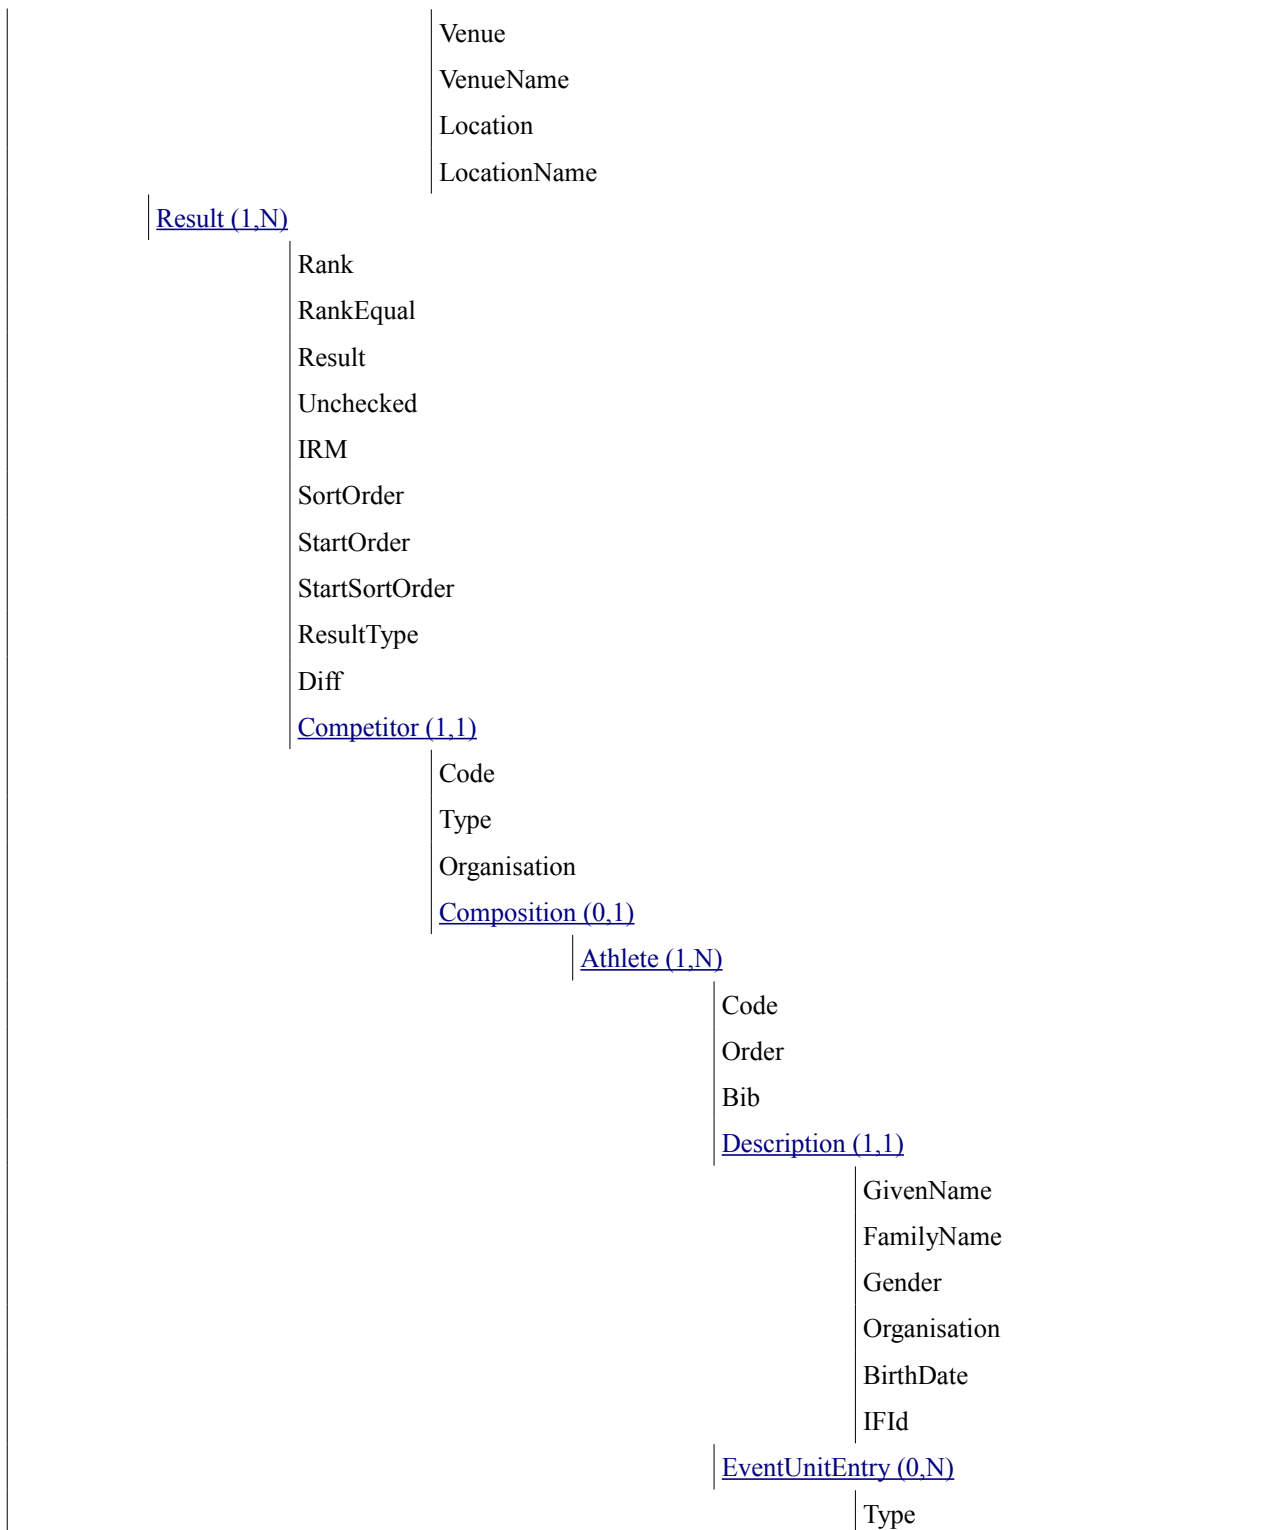 Venue
VenueName
Location
LocationName
Result (1,N)
Rank
RankEqual
Result
Unchecked
IRM
SortOrder
StartOrder
StartSortOrder
ResultType
Diff
Competitor (1,1)
Code
Type
Organisation
Composition (0,1)
Athlete (1,N)
Code
Order
Bib
Description (1,1)
GivenName
FamilyName
Gender
Organisation
BirthDate
IFId
EventUnitEntry (0,N)
Type